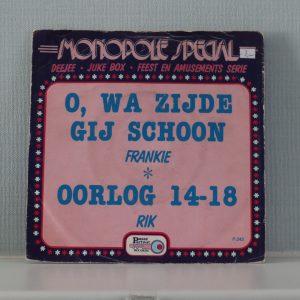 MONOPOLE SPECIAL
DEEJEE · JUKE BOX · FEEST EN AMUSEMENTS SERIE
O, WA ZIJDE
GIJ SCHOON
FRANKIE
*
OORLOG 14-18
RIK